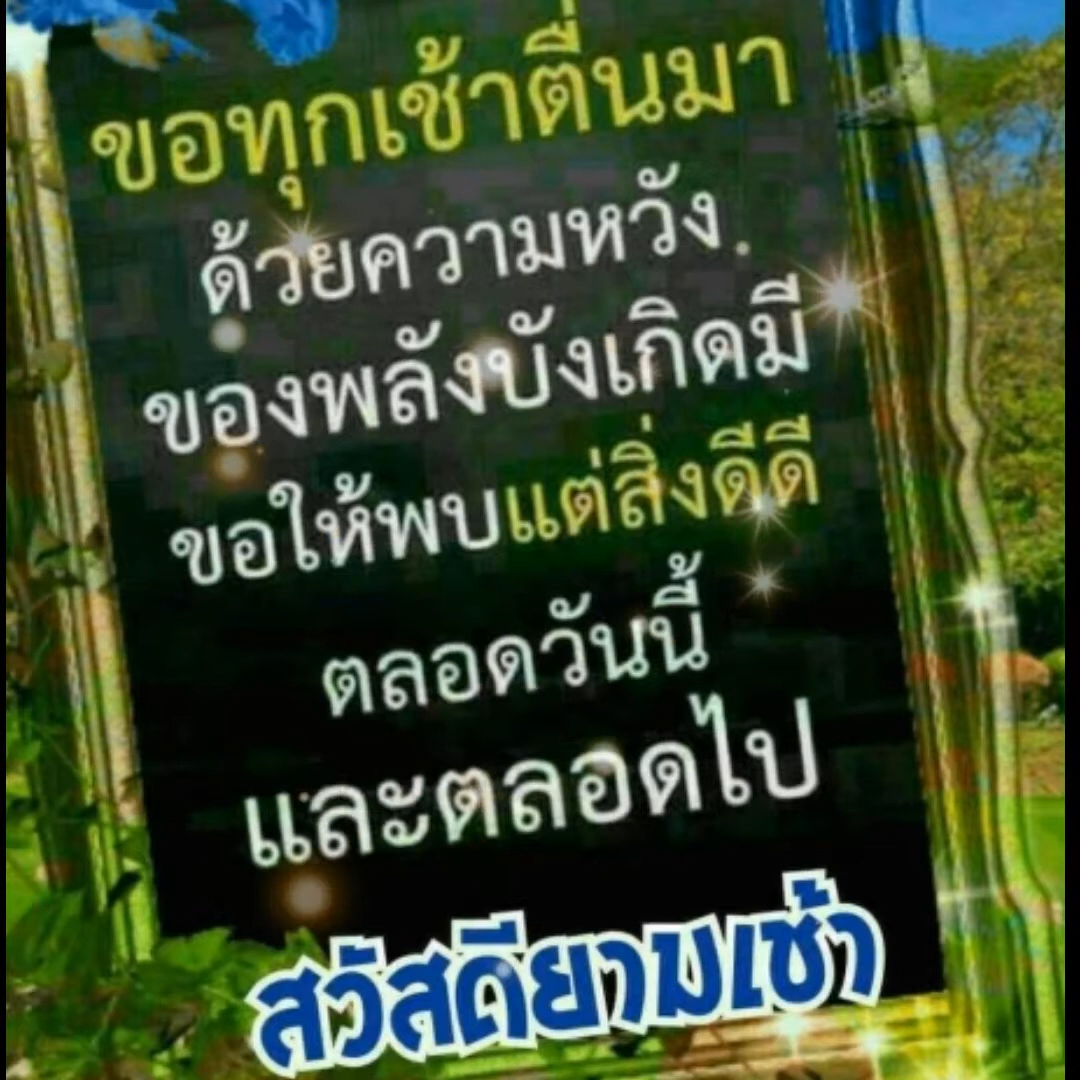 ขอทุกเช้าตื่นมา
ด้วยความหวัง
ของพลังบังเกิดมี
ขอให้พบแต่สิ่งดีดี
ตลอดวันนี้
และตลอดไป
สวัสดียามเช้า